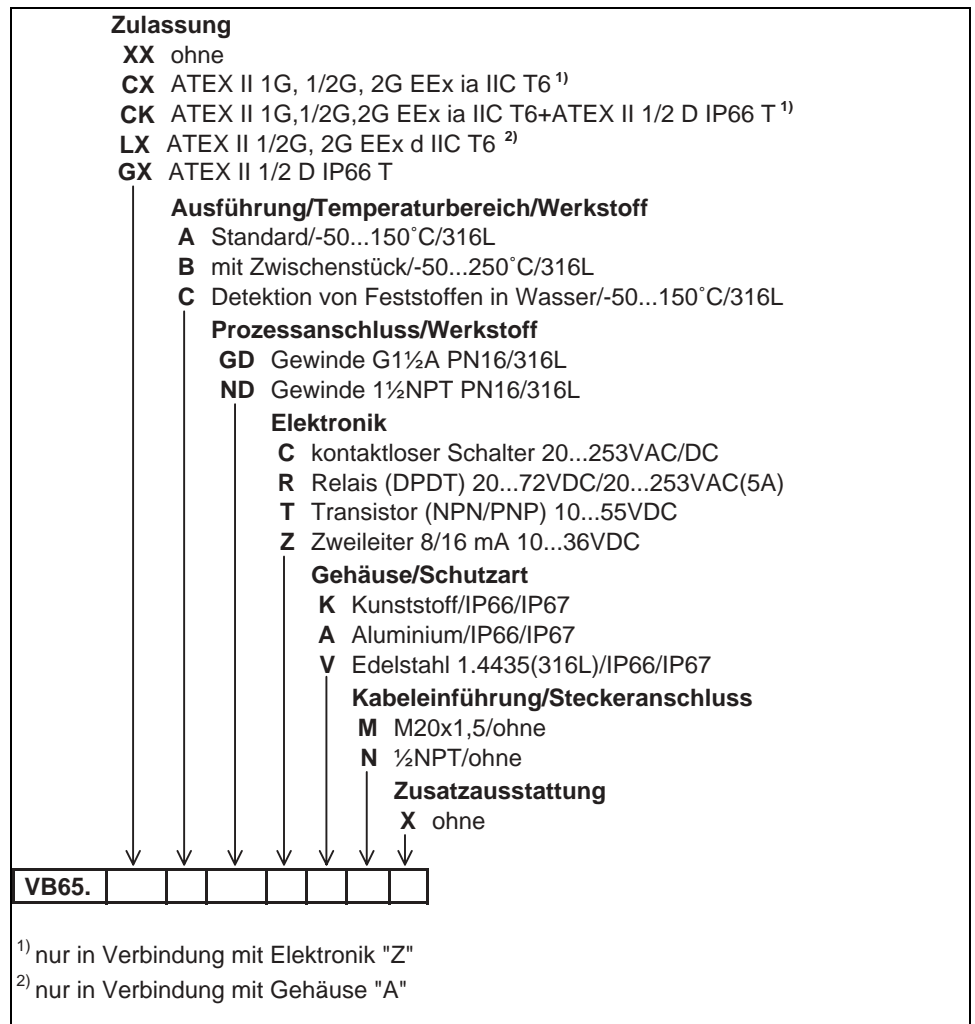 Zulassung
XX ohne
CX ATEX II 1G, 1/2G, 2G EEx ia IIC T6 1)
CK ATEX II 1G,1/2G,2G EEx ia IIC T6+ATEX II 1/2 D IP66 T 1)
LX ATEX II 1/2G, 2G EEx d IIC T6 2)
GX ATEX II 1/2 D IP66 T
Ausführung/Temperaturbereich/Werkstoff
A Standard/-50...150˚C/316L
B mit Zwischenstück/-50...250˚C/316L
C Detektion von Feststoffen in Wasser/-50...150˚C/316L
Prozessanschluss/Werkstoff
GD Gewinde G1½A PN16/316L
ND Gewinde 1½NPT PN16/316L
Elektronik
C kontaktloser Schalter 20...253VAC/DC
R Relais (DPDT) 20...72VDC/20...253VAC(5A)
T Transistor (NPN/PNP) 10...55VDC
Z Zweileiter 8/16 mA 10...36VDC
Gehäuse/Schutzart
K Kunststoff/IP66/IP67
A Aluminium/IP66/IP67
V Edelstahl 1.4435(316L)/IP66/IP67
Kabeleinführung/Steckeranschluss
M M20x1,5/ohne
N ½NPT/ohne
Zusatzausstattung
X ohne
VB65.
1) nur in Verbindung mit Elektronik "Z"
2) nur in Verbindung mit Gehäuse "A"